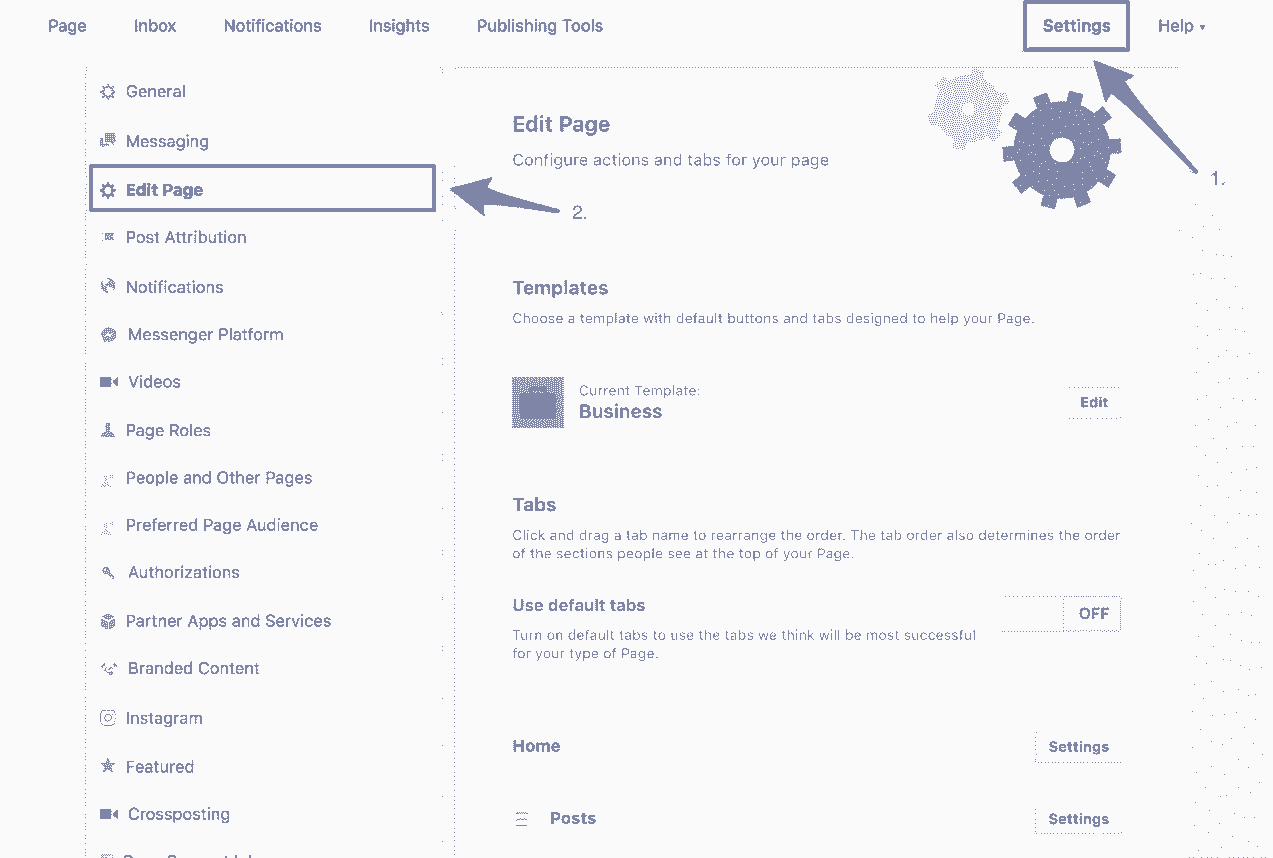 Page Inbox Notifications Insights Publishing Tools Settings Help
1.
General
Messaging
Edit Page
2.
Post Attribution
Notifications
Messenger Platform
Videos
Page Roles
People and Other Pages
Preferred Page Audience
Authorizations
Partner Apps and Services
Branded Content
Instagram
Featured
Crossposting
Edit Page
Configure actions and tabs for your page
Templates
Choose a template with default buttons and tabs designed to help your Page.
Current Template:
Business
Edit
Tabs
Click and drag a tab name to rearrange the order. The tab order also determines the order
of the sections people see at the top of your Page.
Use default tabs
OFF
Turn on default tabs to use the tabs we think will be most successful
for your type of Page.
Home Settings
Posts Settings